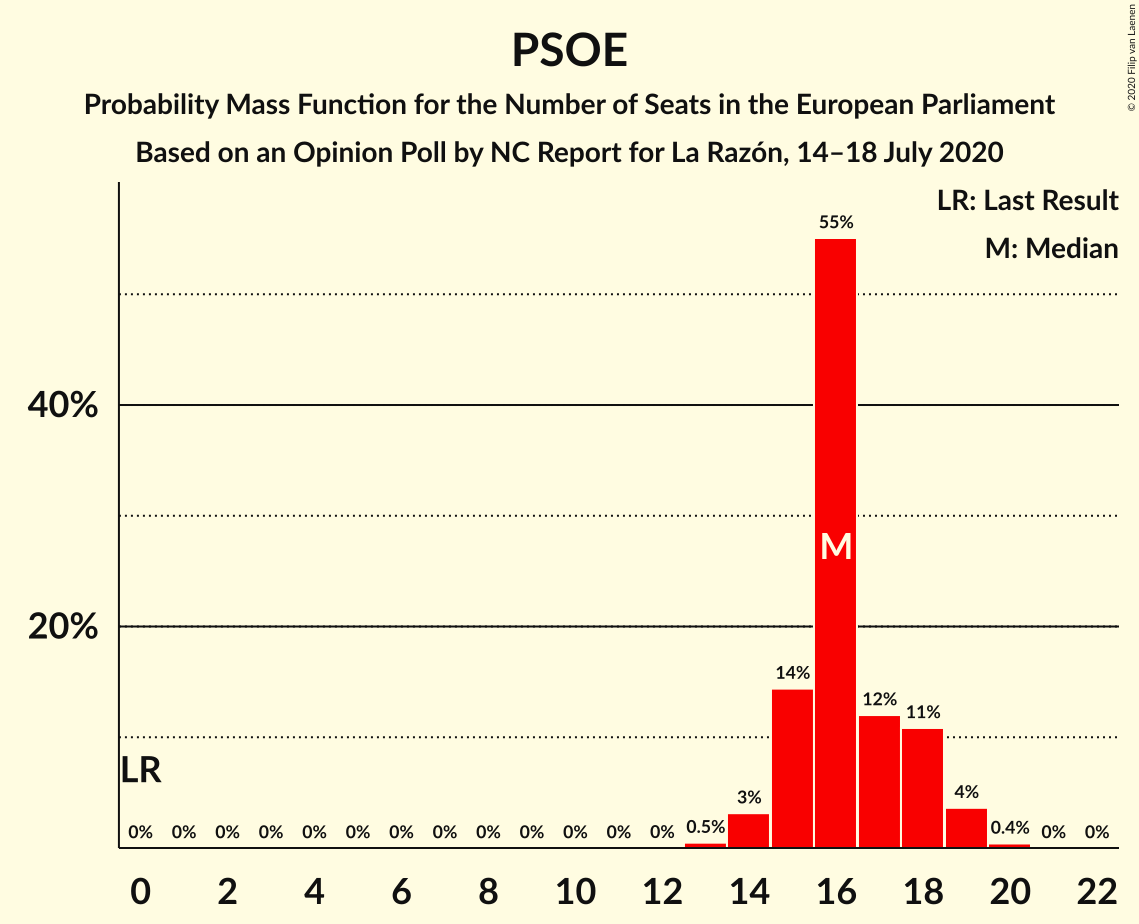 PSOE
Probability Mass Function for the Number of Seats in the European Parliament
Based on an Opinion Poll by NC Report for La Razón, 14–18 July 2020
© 2020 Filip van Laenen
LR: Last Result
M: Median
55%
40%
M
20%
14%
12%
11%
LR
3%
4%
0% 0% 0% 0% 0% 0% 0% 0% 0% 0% 0% 0% 0% 0.5% 0.4% 0% 0%
0 2 4 6 8 10 12 14 16 18 20 22